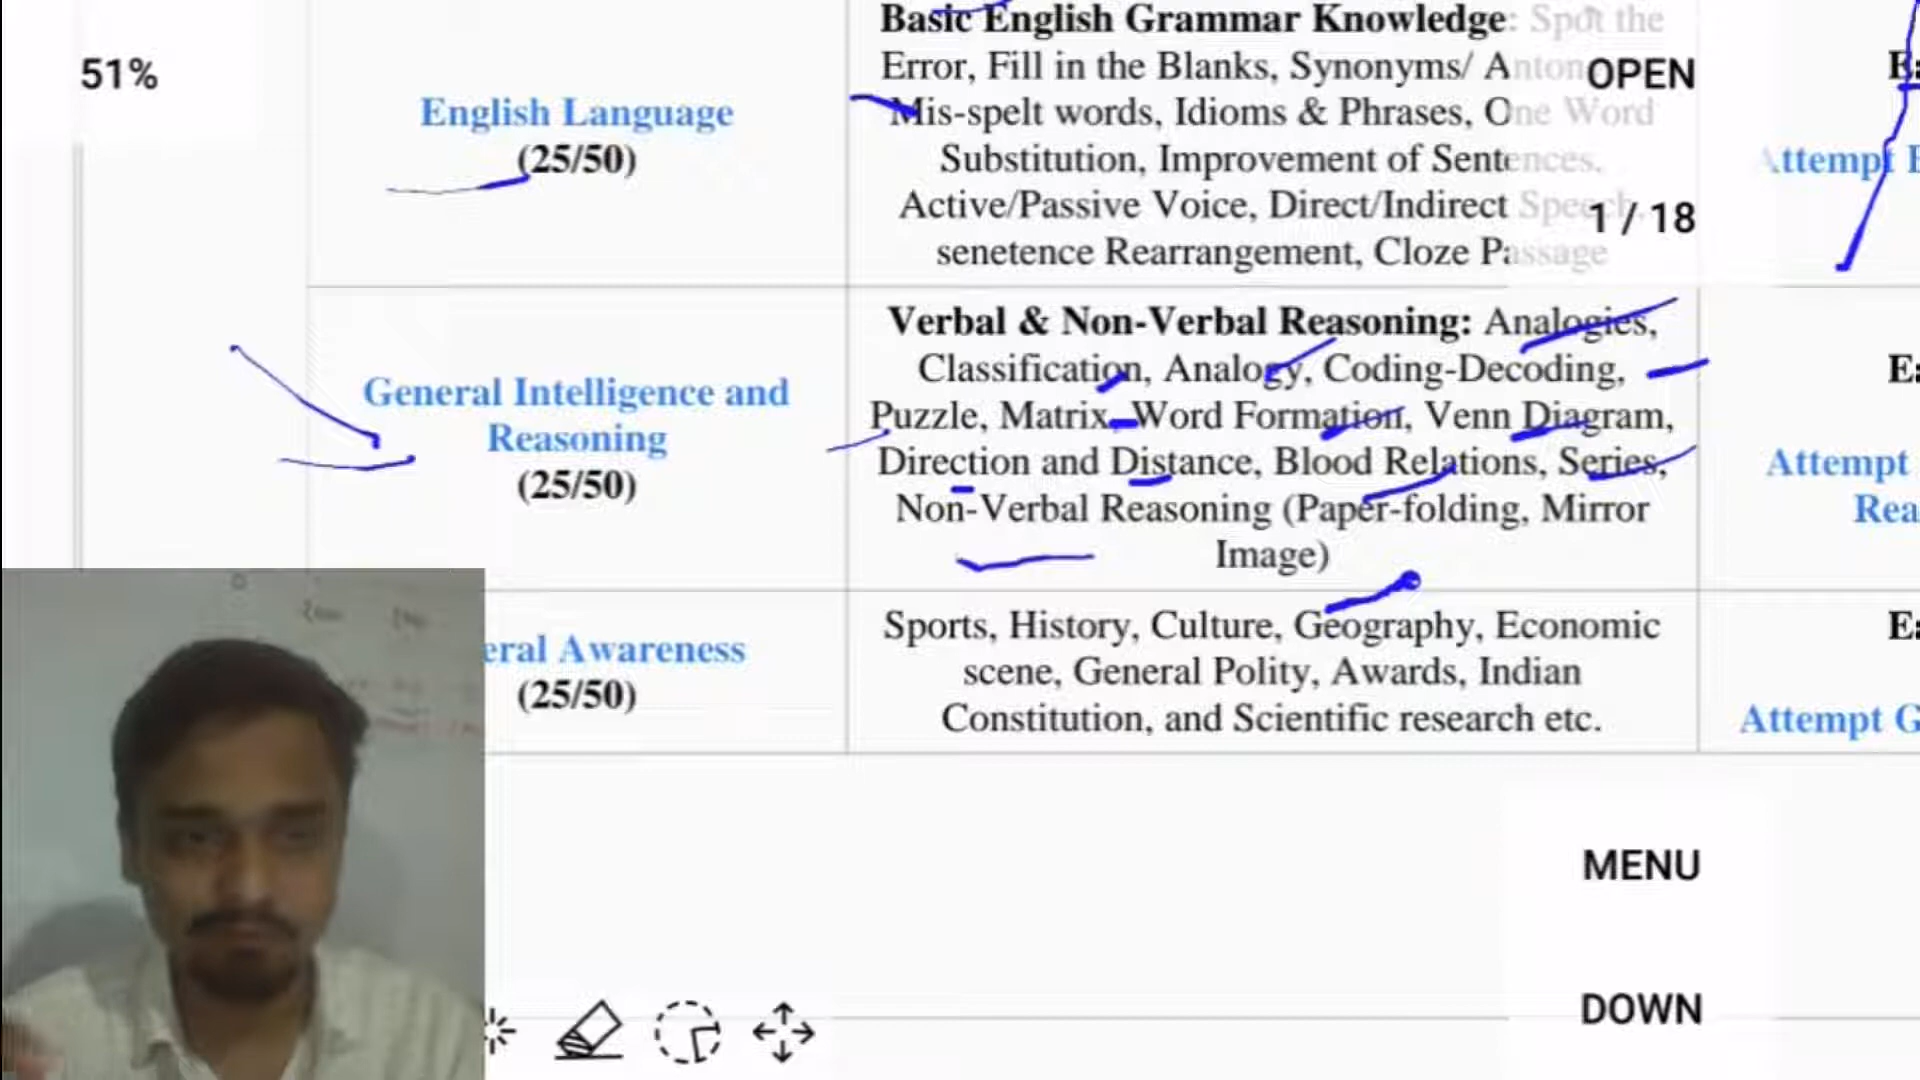 51%
English Language
(25/50)
Basic English Grammar Knowledge: Spot the
Error, Fill in the Blanks, Synonyms/ Anton
Mis-spelt words, Idioms & Phrases, One Word
Substitution, Improvement of Sentences,
Active/Passive Voice, Direct/Indirect Speech,
senetence Rearrangement, Cloze Passage
OPEN
1 / 18
Attempt E
General Intelligence and
Reasoning
(25/50)
Verbal & Non-Verbal Reasoning: Analogies,
Classification, Analogy, Coding-Decoding,
Puzzle, Matrix, Word Formation, Venn Diagram,
Direction and Distance, Blood Relations, Series,
Non-Verbal Reasoning (Paper-folding, Mirror
Image)
Ea
Attempt
Rea
eral Awareness
(25/50)
Sports, History, Culture, Geography, Economic
scene, General Polity, Awards, Indian
Constitution, and Scientific research etc.
Ea
Attempt G
MENU
DOWN